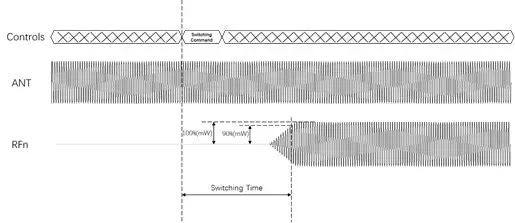 Controls
Switching
Command
ANT
100%(mW)
90%(mW)
RFn
Switching Time